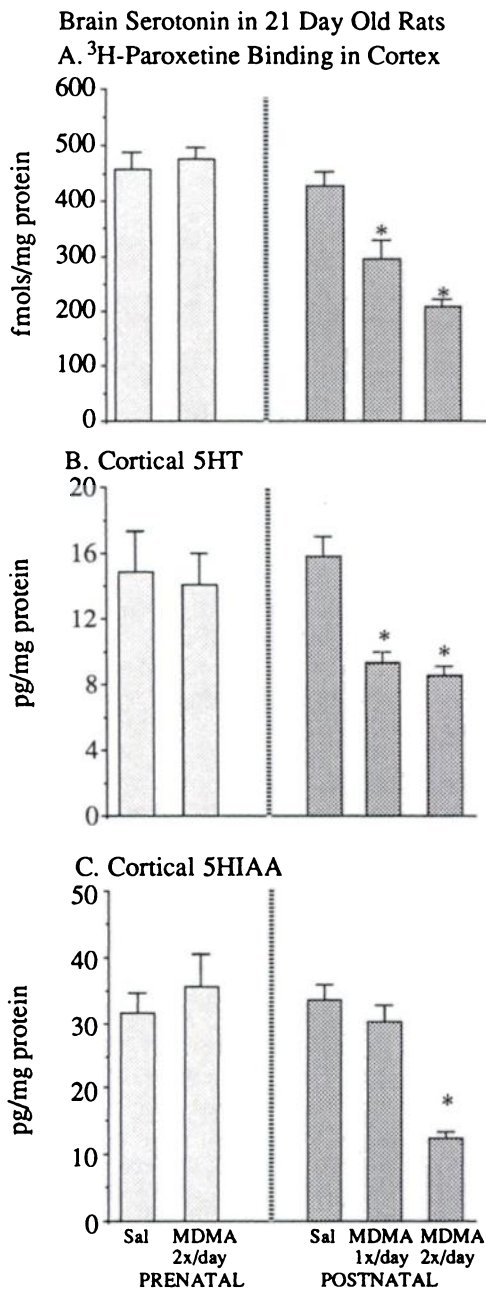 Brain Serotonin in 21 Day Old Rats
A. ³H-Paroxetine Binding in Cortex
600
500
400
300
200
100
0
fmols/mg protein
*
*
B. Cortical 5HT
20
16
12
8
4
0
pg/mg protein
*
*
C. Cortical 5HIAA
50
40
30
20
10
0
pg/mg protein
*
Sal MDMA Sal MDMA MDMA
2x/day 1x/day 2x/day
PRENATAL POSTNATAL